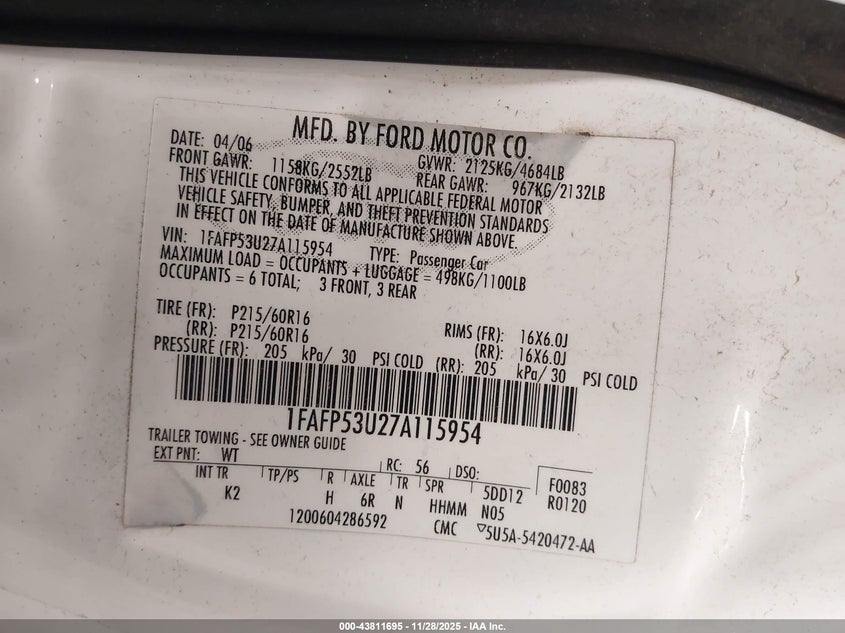 MFD. BY FORD MOTOR CO.
DATE: 04/06 GVWR: 2125KG/4684LB
FRONT GAWR: 1158KG/2552LB REAR GAWR: 967KG/2132LB
THIS VEHICLE CONFORMS TO ALL APPLICABLE FEDERAL MOTOR
VEHICLE SAFETY, BUMPER, AND THEFT PREVENTION STANDARDS
IN EFFECT ON THE DATE OF MANUFACTURE SHOWN ABOVE.
VIN: 1FAFP53U27A115954 TYPE: Passenger Car
MAXIMUM LOAD = OCCUPANTS + LUGGAGE = 498KG/1100LB
OCCUPANTS = 6 TOTAL; 3 FRONT, 3 REAR
TIRE (FR): P215/60R16 RIMS (FR): 16X6.0J
(RR): P215/60R16 (RR): 16X6.0J
PRESSURE (FR): 205 kPa/ 30 PSI COLD (RR): 205 kPa/ 30 PSI COLD
1FAFP53U27A115954
TRAILER TOWING - SEE OWNER GUIDE
EXT PNT: WT RC: 56 DSO: F0083
INT TR TP/PS R AXLE TR SPR 5DD12 R0120
K2 H 6R N HHMM N05
1200604286592 CMC 5U5A-5420472-AA
000-43811695 - 11/28/2025 - IAA Inc.